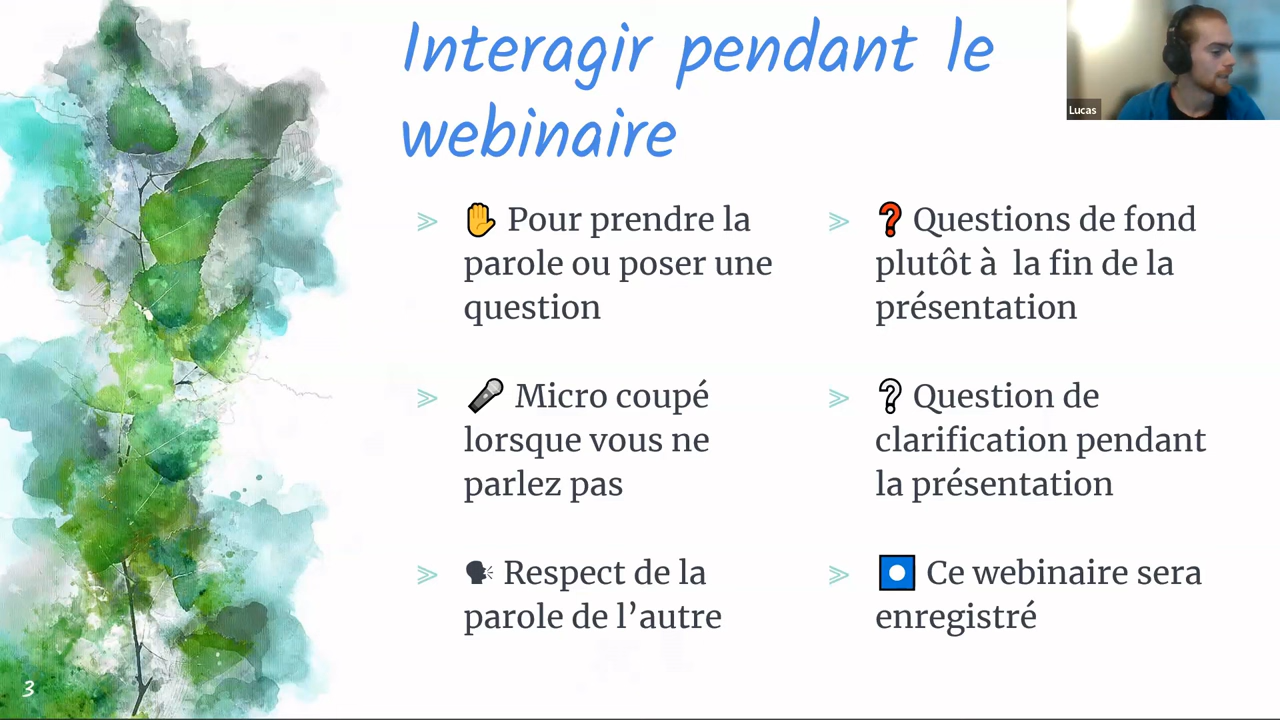 Interagir pendant le
webinaire
Lucas
✋ Pour prendre la
parole ou poser une
question
🎤 Micro coupé
lorsque vous ne
parlez pas
🗣 Respect de la
parole de l’autre
❓ Questions de fond
plutôt à la fin de la
présentation
❔ Question de
clarification pendant
la présentation
⏺ Ce webinaire sera
enregistré
3